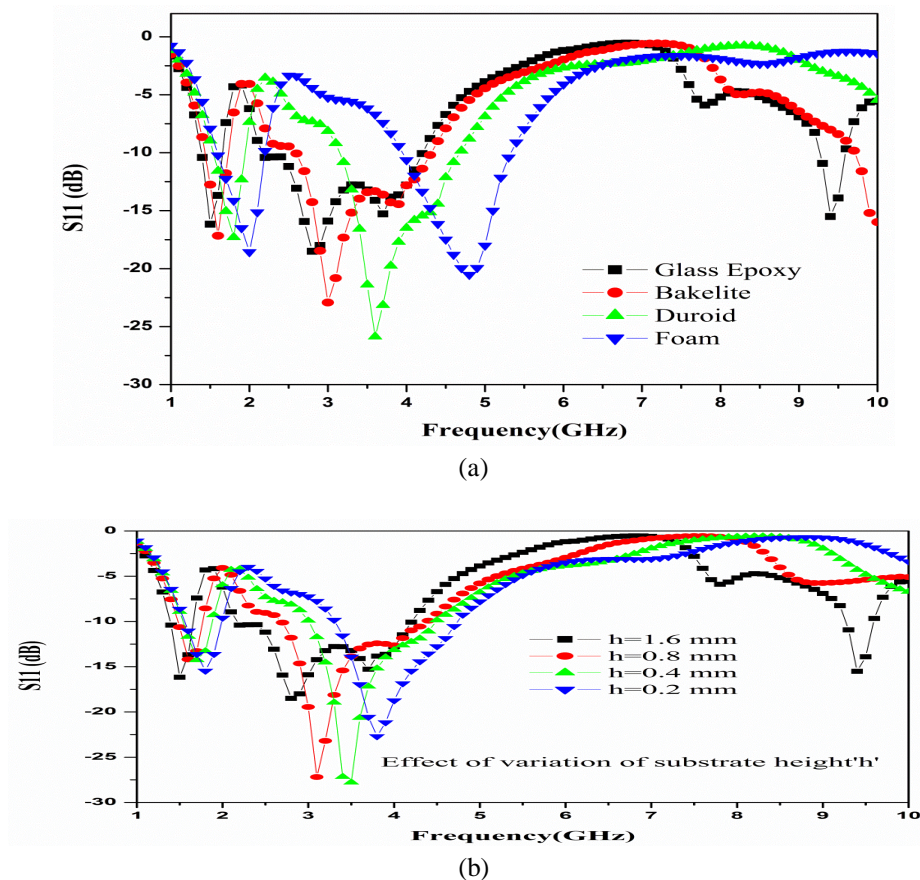 (a)
0
-5
-10
-15
-20
-25
-30
S11 (dB)
Glass Epoxy
Bakelite
Duroid
Foam
1 2 3 4 5 6 7 8 9 10
Frequency(GHz)
(a)
0
-5
-10
-15
-20
-25
-30
S11 (dB)
h=1.6 mm
h=0.8 mm
h=0.4 mm
h=0.2 mm
Effect of variation of substrate height'h'
1 2 3 4 5 6 7 8 9 10
Frequency(GHz)
(b)